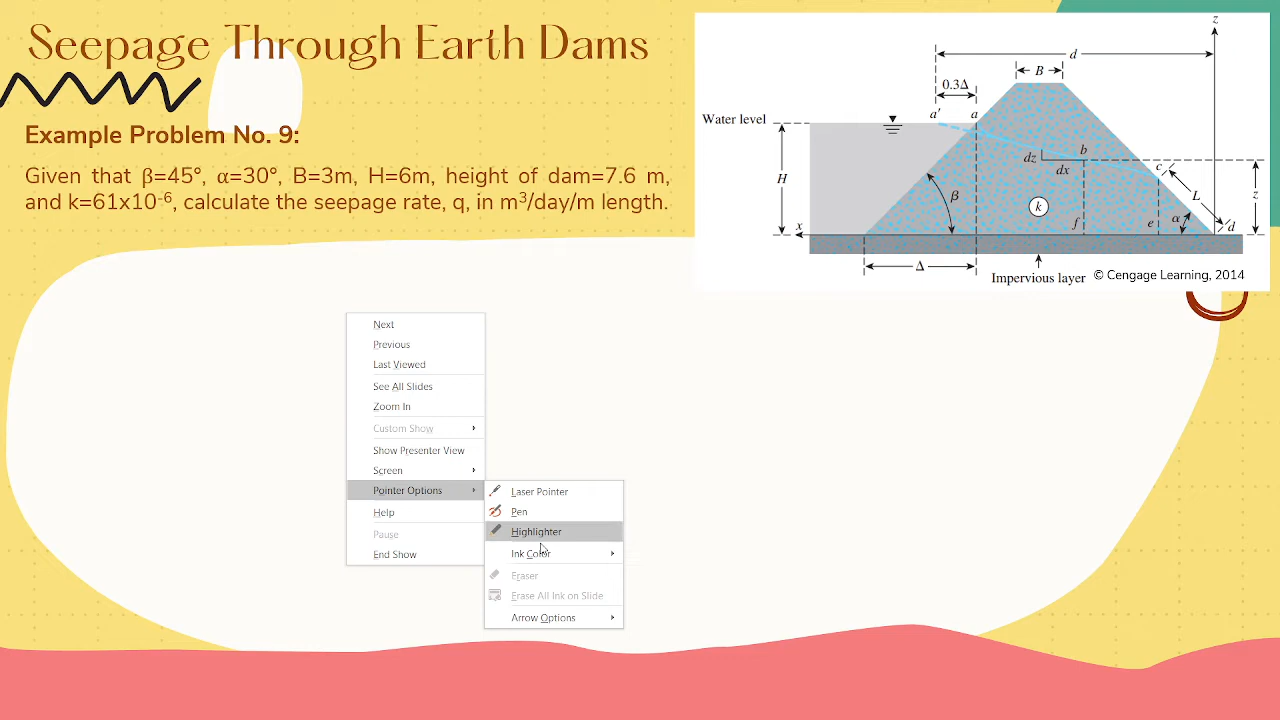 Seepage Through Earth Dams
Example Problem No. 9:
Given that β=45°, α=30°, B=3m, H=6m, height of dam=7.6 m,
and k=61x10⁻⁶, calculate the seepage rate, q, in m³/day/m length.
z
d
B
0.3Δ
Water level
a′
a
dz
b
dx
c
H
L
z
β
k
f
e
α
d
x
Δ
Impervious layer
© Cengage Learning, 2014
Next
Previous
Last Viewed
See All Slides
Zoom In
Custom Show
Show Presenter View
Screen
Pointer Options
Help
Pause
End Show
Laser Pointer
Pen
Highlighter
Ink Color
Eraser
Erase All Ink on Slide
Arrow Options